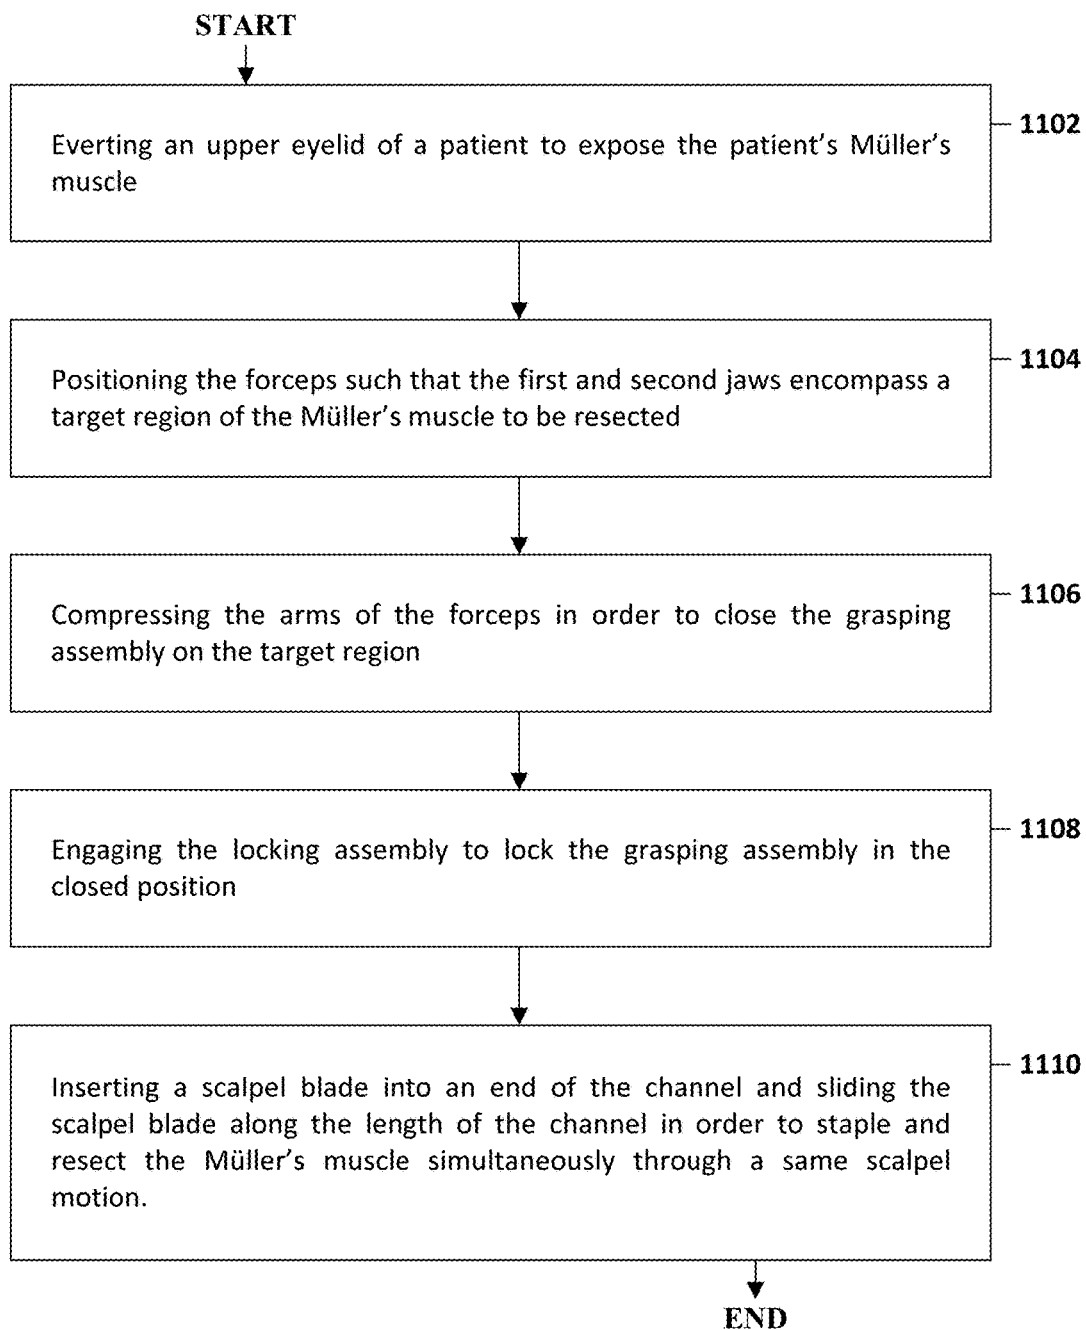 START
Everting an upper eyelid of a patient to expose the patient's Müller's
muscle
1102
Positioning the forceps such that the first and second jaws encompass a
target region of the Müller's muscle to be resected
1104
Compressing the arms of the forceps in order to close the grasping
assembly on the target region
1106
Engaging the locking assembly to lock the grasping assembly in the
closed position
1108
Inserting a scalpel blade into an end of the channel and sliding the
scalpel blade along the length of the channel in order to staple and
resect the Müller's muscle simultaneously through a same scalpel
motion.
1110
END